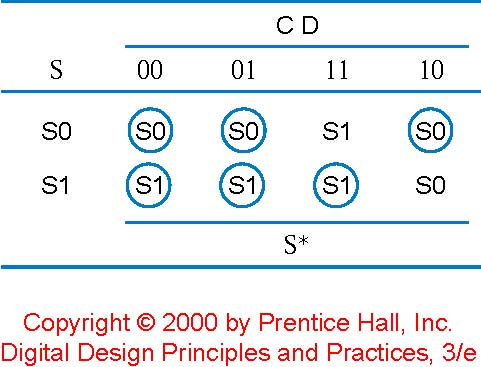 C D
S 00 01 11 10
S0 S0 S0 S1 S0
S1 S1 S1 S1 S0
S*
Copyright © 2000 by Prentice Hall, Inc.
Digital Design Principles and Practices, 3/e